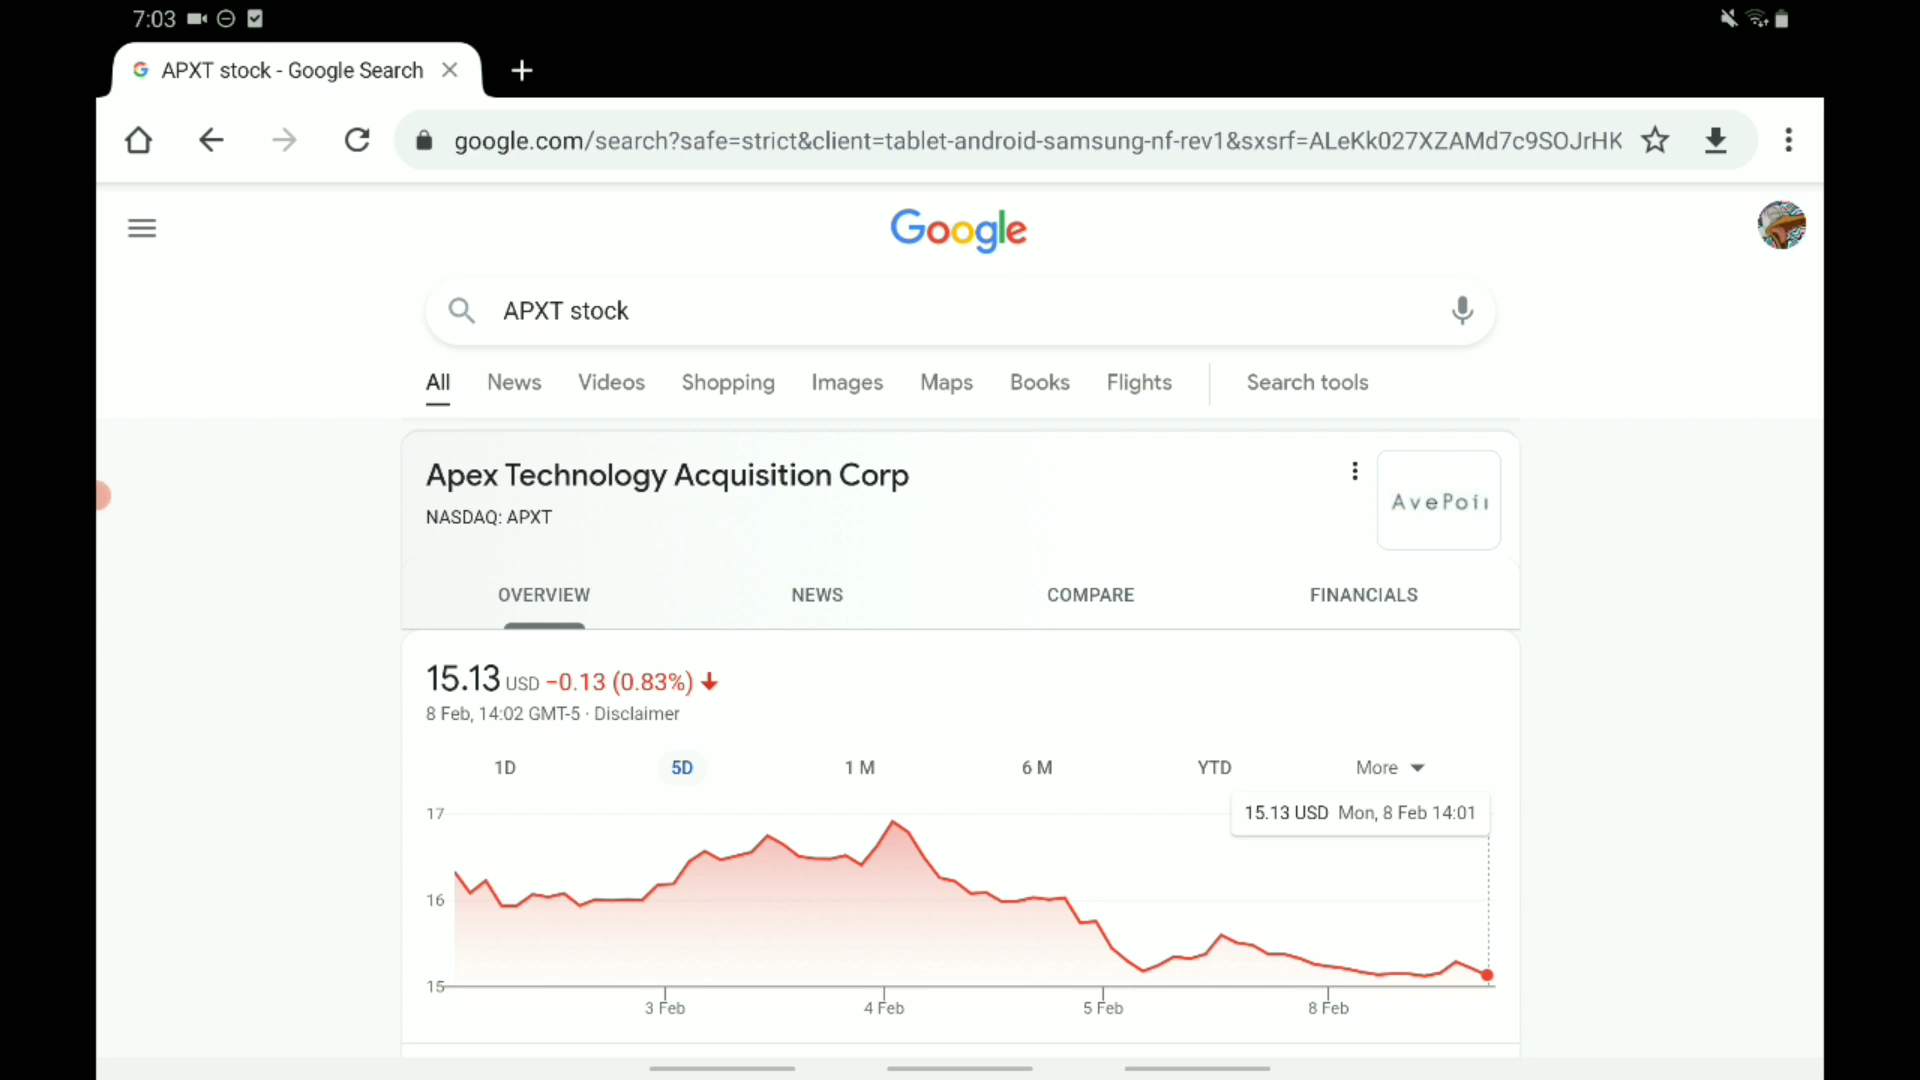 7:03
APXT stock - Google Search
google.com/search?safe=strict&client=tablet-android-samsung-nf-rev1&sxsrf=ALeKk027XZAMd7c9SOJrHK
Google
APXT stock
All News Videos Shopping Images Maps Books Flights Search tools
Apex Technology Acquisition Corp
NASDAQ: APXT
AvePoi
OVERVIEW NEWS COMPARE FINANCIALS
15.13 USD −0.13 (0.83%)
8 Feb, 14:02 GMT-5 · Disclaimer
1D 5D 1 M 6 M YTD More
15.13 USD Mon, 8 Feb 14:01
17
16
15
3 Feb 4 Feb 5 Feb 8 Feb